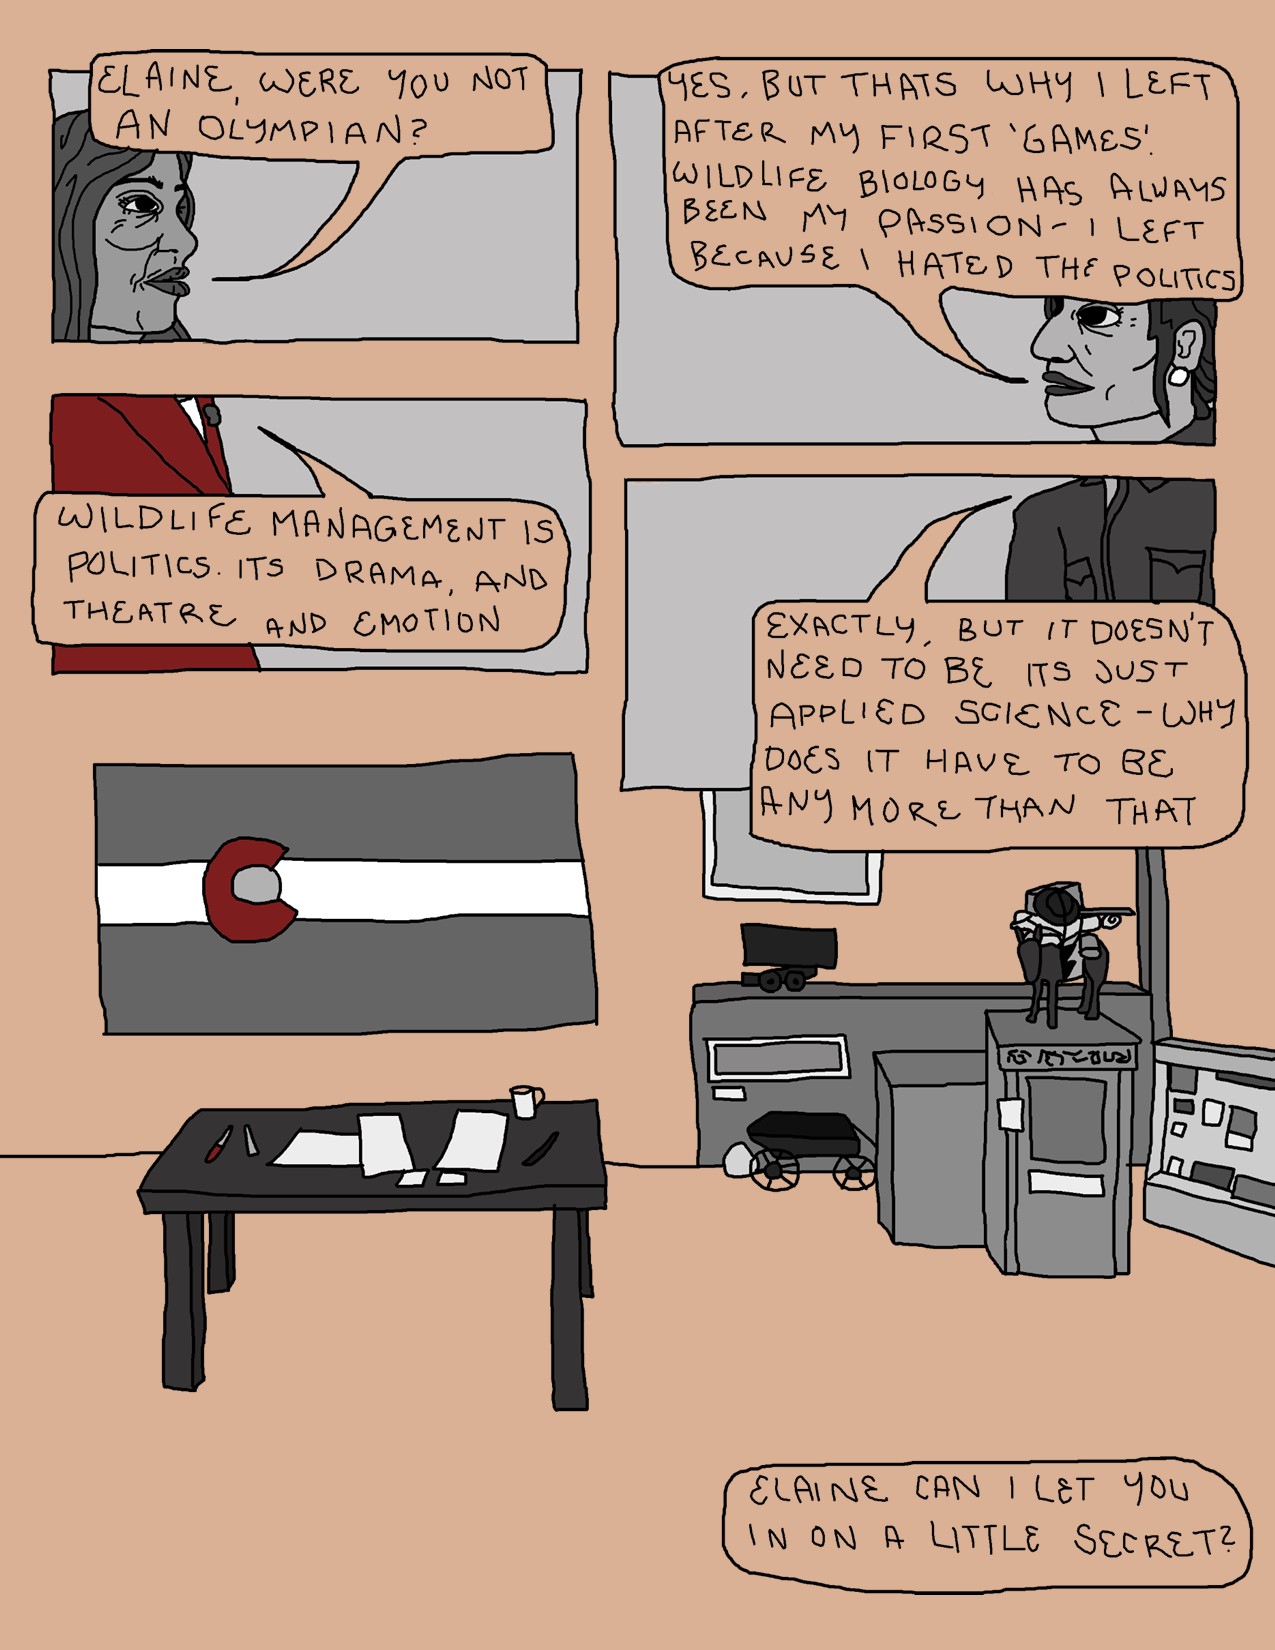 ELAINE, WERE YOU NOT
AN OLYMPIAN?
YES, BUT THATS WHY I LEFT
AFTER MY FIRST 'GAMES'.
WILDLIFE BIOLOGY HAS ALWAYS
BEEN MY PASSION- I LEFT
BECAUSE I HATED THE POLITICS
WILDLIFE MANAGEMENT IS
POLITICS. ITS DRAMA, AND
THEATRE AND EMOTION
EXACTLY, BUT IT DOESN'T
NEED TO BE ITS JUST
APPLIED SCIENCE - WHY
DOES IT HAVE TO BE
ANY MORE THAN THAT
ELAINE CAN I LET YOU
IN ON A LITTLE SECRET?